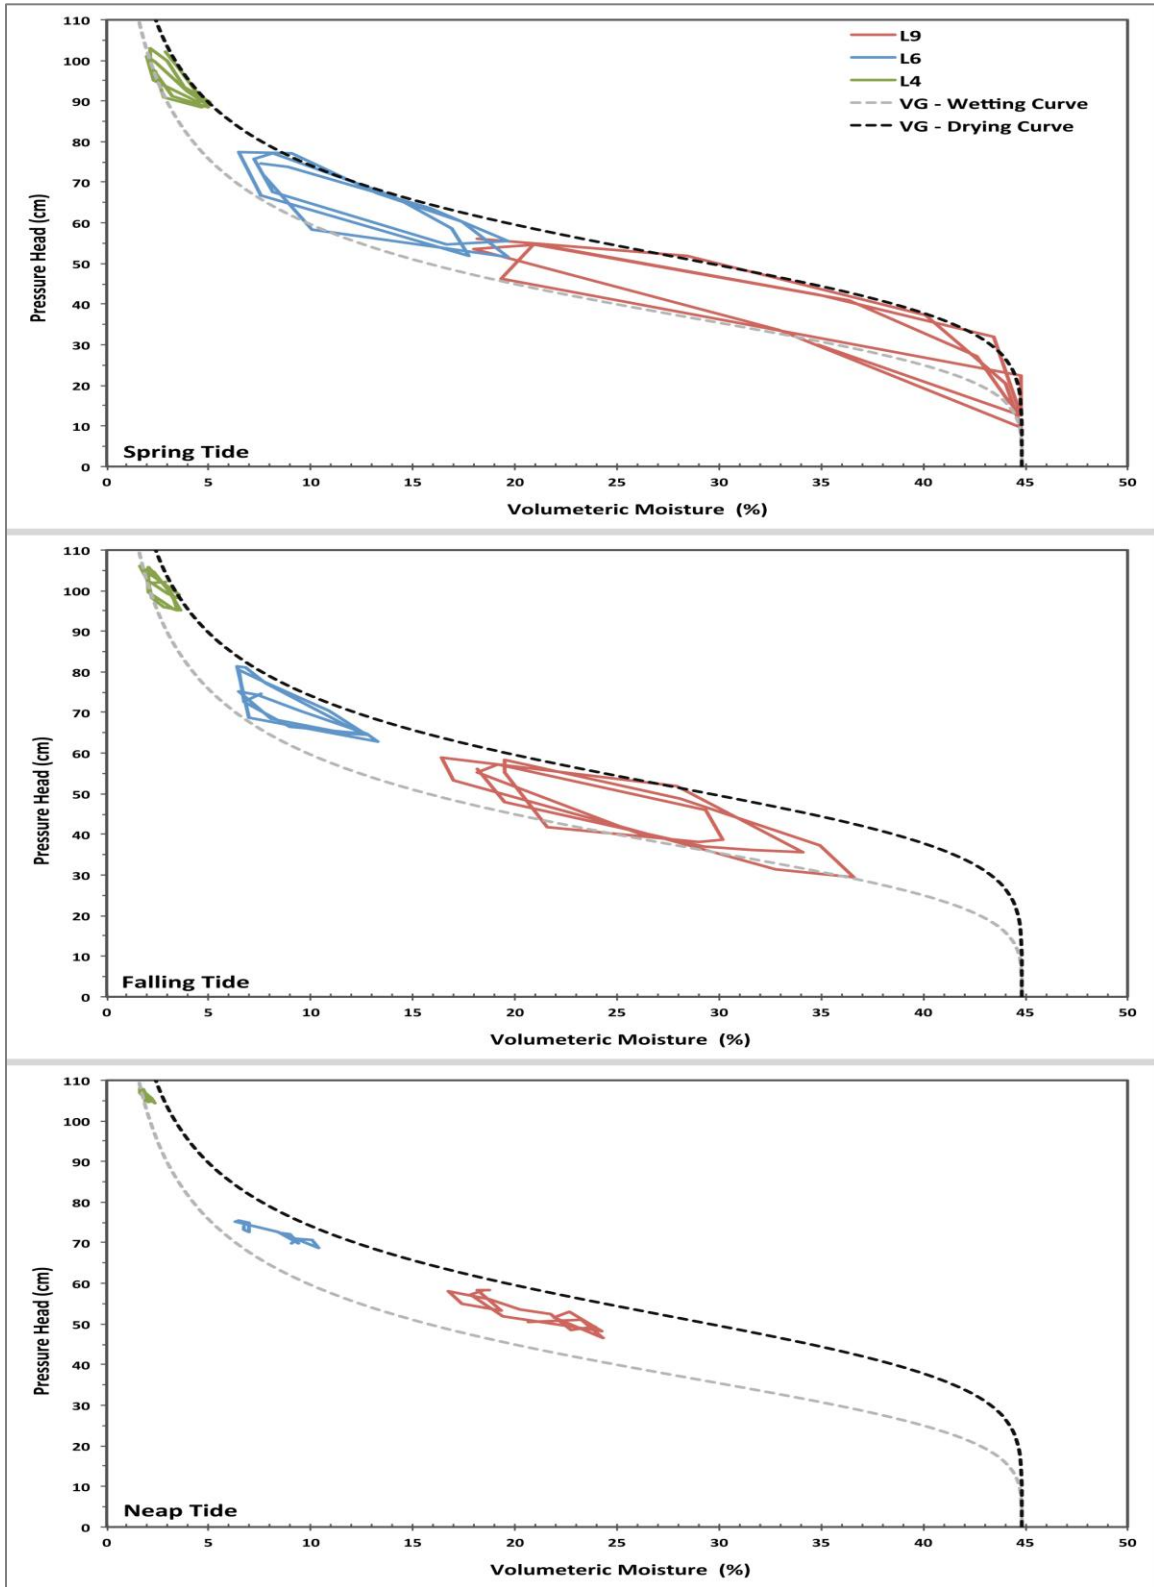 110
100
90
80
70
60
50
40
30
20
10
0
Pressure Head (cm)
L9
L6
L4
VG - Wetting Curve
VG - Drying Curve
Spring Tide
0 5 10 15 20 25 30 35 40 45 50
Volumeteric Moisture (%)
110
100
90
80
70
60
50
40
30
20
10
0
Pressure Head (cm)
Falling Tide
0 5 10 15 20 25 30 35 40 45 50
Volumeteric Moisture (%)
110
100
90
80
70
60
50
40
30
20
10
0
Pressure Head (cm)
Neap Tide
0 5 10 15 20 25 30 35 40 45 50
Volumeteric Moisture (%)